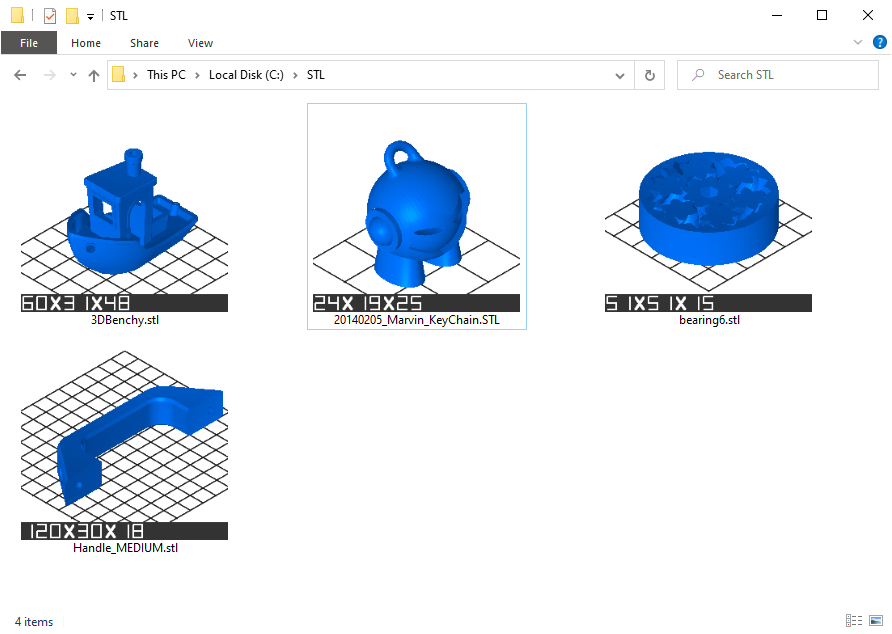 STL
File Home Share View
This PC Local Disk (C:) STL
Search STL
60X31X48
3DBenchy.stl
24X19X25
20140205_Marvin_KeyChain.STL
51X51X15
bearing6.stl
120X30X18
Handle_MEDIUM.stl
4 items